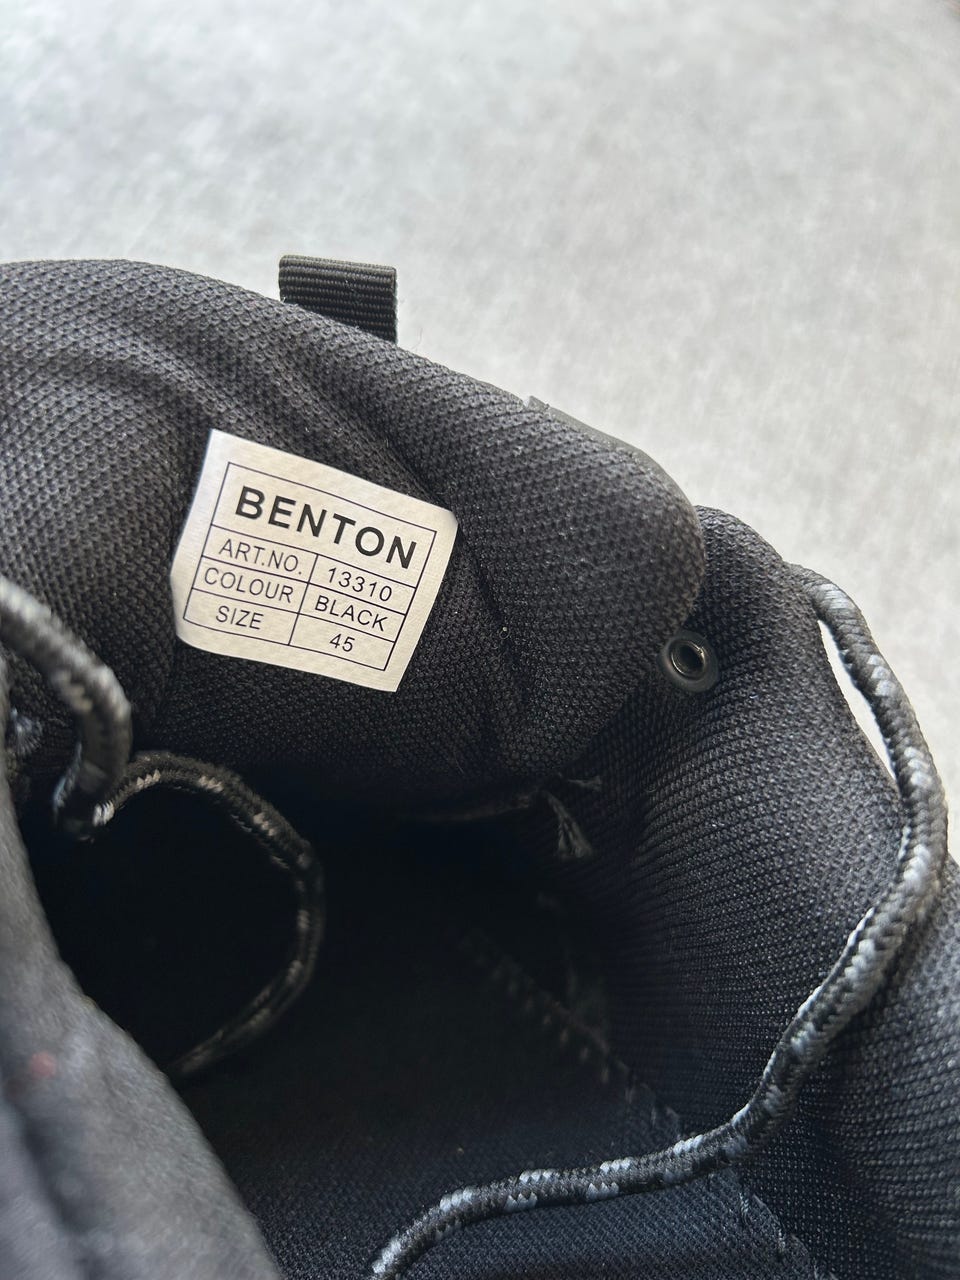 BENTON
ART.NO. 13310
COLOUR BLACK
SIZE 45